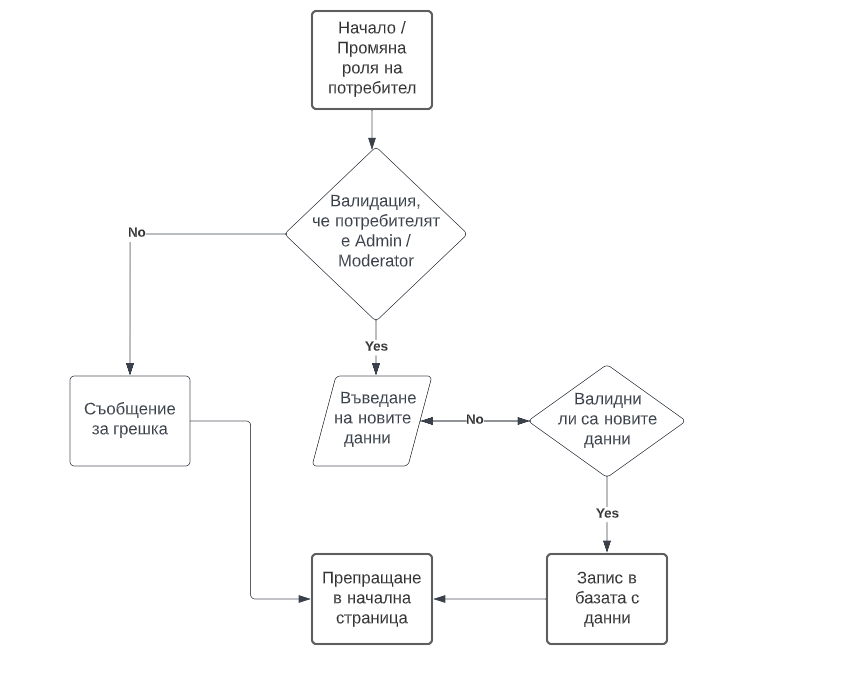 Начало /
Промяна
роля на
потребител
Валидация,
че потребителят
е Admin /
Moderator
No
Yes
Съобщение
за грешка
Въведане
на новите
данни
No
Валидни
ли са новите
данни
Yes
Препращане
в начална
страница
Запис в
базата с
данни